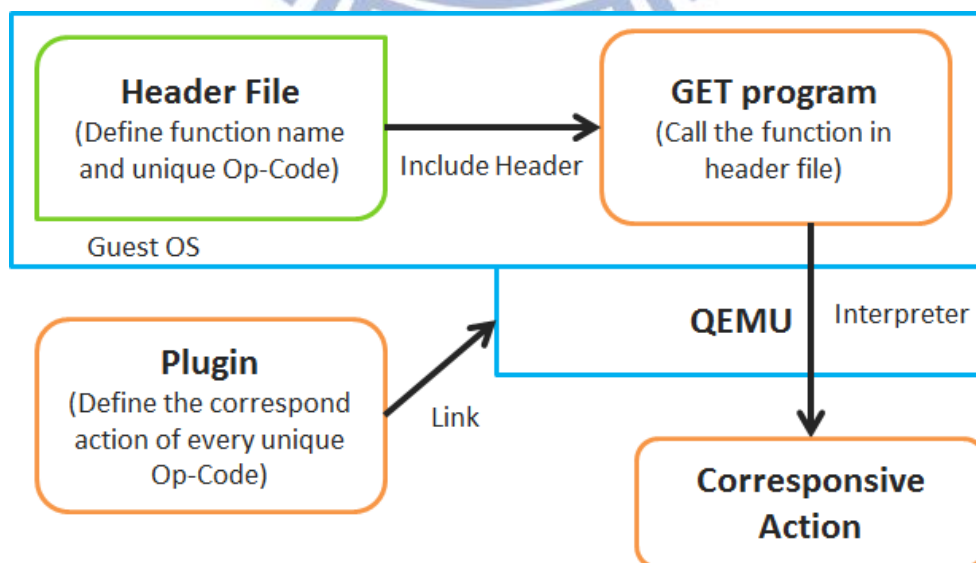 Header File
(Define function name
and unique Op-Code)
Include Header
GET program
(Call the function in
header file)
Guest OS
QEMU
Interpreter
Plugin
(Define the correspond
action of every unique
Op-Code)
Link
Corresponsive
Action